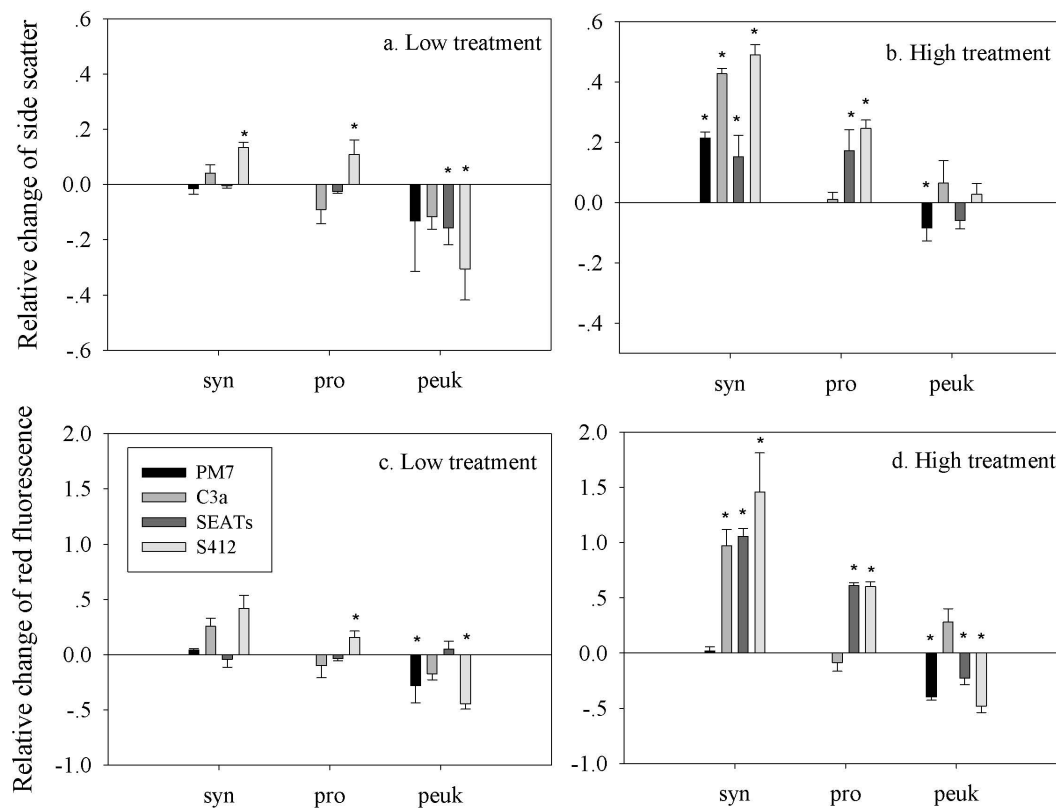 Relative change of side scatter
a. Low treatment
.6
.4
.2
0.0
-.2
-.4
-.6
*
*
*
*
syn
pro
peuk
b. High treatment
.6
.4
.2
0.0
-.2
-.4
*
*
*
*
*
*
*
syn
pro
peuk
Relative change of red fluorescence
c. Low treatment
2.0
1.5
1.0
.5
0.0
-.5
-1.0
PM7
C3a
SEATs
S412
*
*
*
syn
pro
peuk
d. High treatment
2.0
1.5
1.0
.5
0.0
-.5
-1.0
*
*
*
*
*
*
*
*
syn
pro
peuk